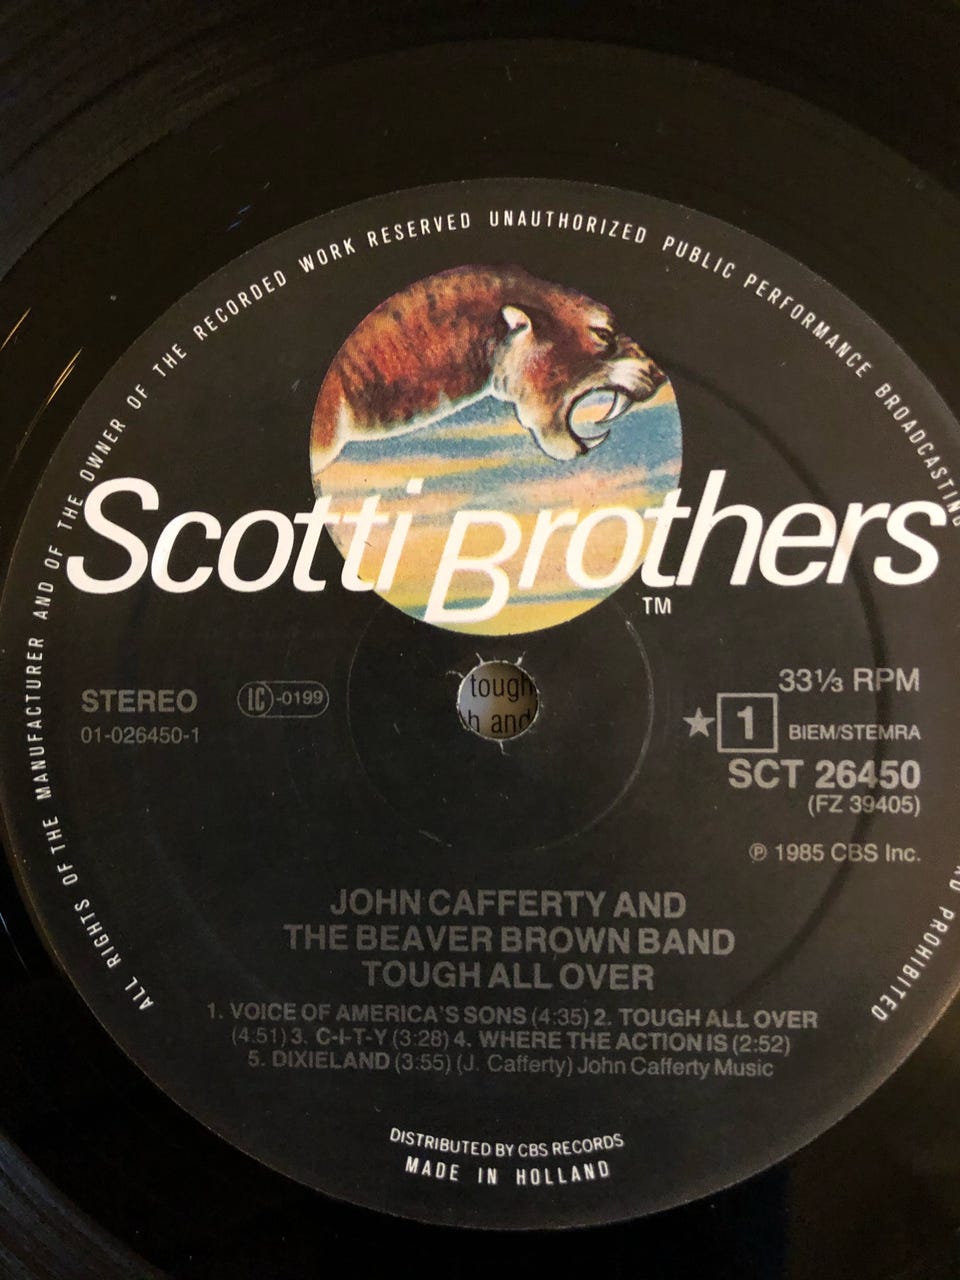 ALL RIGHTS OF THE MANUFACTURER AND OF THE OWNER OF THE RECORDED WORK RESERVED UNAUTHORIZED PUBLIC PERFORMANCE BROADCASTING
PROHIBITED
Scotti Brothers
TM
STEREO
LC -0199
01-026450-1
tough
h and
33⅓ RPM
★ 1 BIEM/STEMRA
SCT 26450
(FZ 39405)
℗ 1985 CBS Inc.
JOHN CAFFERTY AND
THE BEAVER BROWN BAND
TOUGH ALL OVER
1. VOICE OF AMERICA'S SONS (4:35) 2. TOUGH ALL OVER
(4:51) 3. C-I-T-Y (3:28) 4. WHERE THE ACTION IS (2:52)
5. DIXIELAND (3:55) (J. Cafferty) John Cafferty Music
DISTRIBUTED BY CBS RECORDS
MADE IN HOLLAND